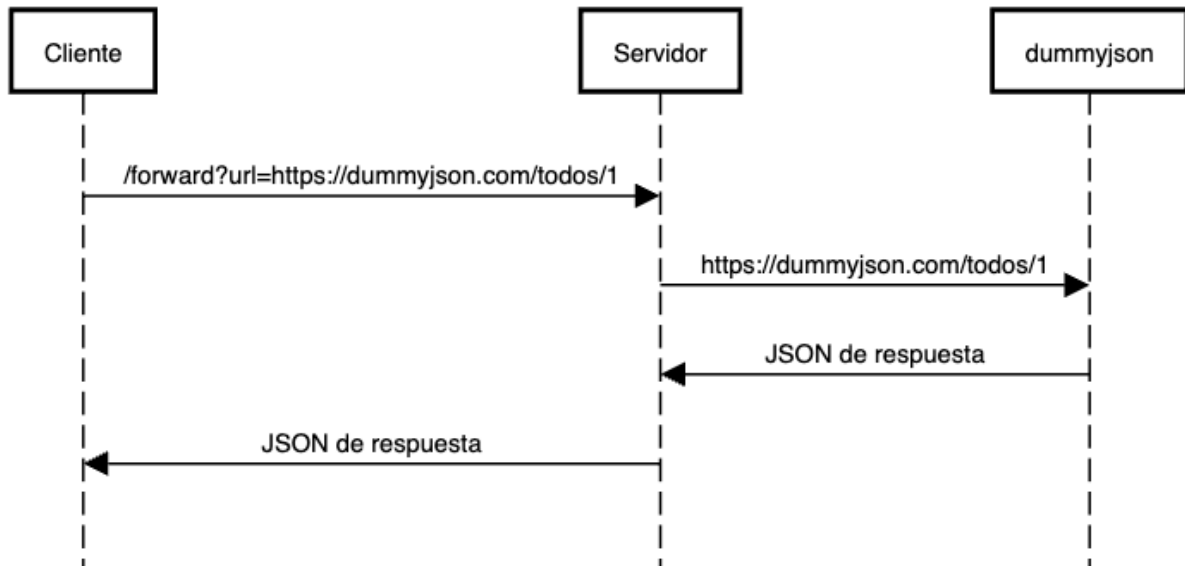 Cliente
Servidor
dummyjson
/forward?url=https://dummyjson.com/todos/1
https://dummyjson.com/todos/1
JSON de respuesta
JSON de respuesta